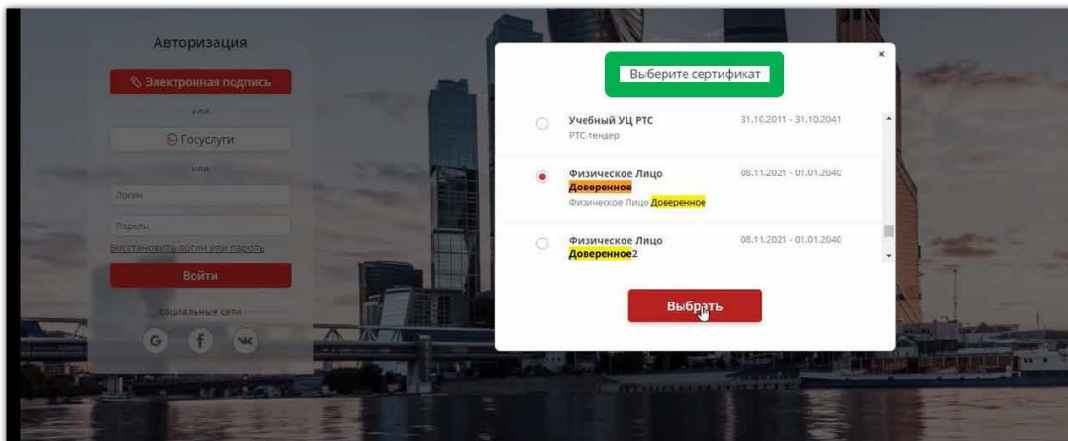 Авторизация
Электронная подпись
или
Госуслуги
или
Логин
Пароль
Восстановить логин или пароль
Войти
социальные сети
G f
Выберите сертификат
×
Учебный УЦ РТС 31.10.2011 - 31.10.2041
РТС-тендер
Физическое Лицо 08.11.2021 - 01.01.2040
Доверенное
Физическое Лицо Доверенное
Физическое Лицо 08.11.2021 - 01.01.2040
Доверенное2
Выбрать